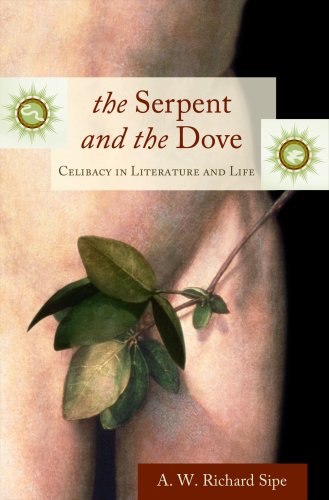 the Serpent
and the Dove
CELIBACY IN LITERATURE AND LIFE
A. W. Richard Sipe